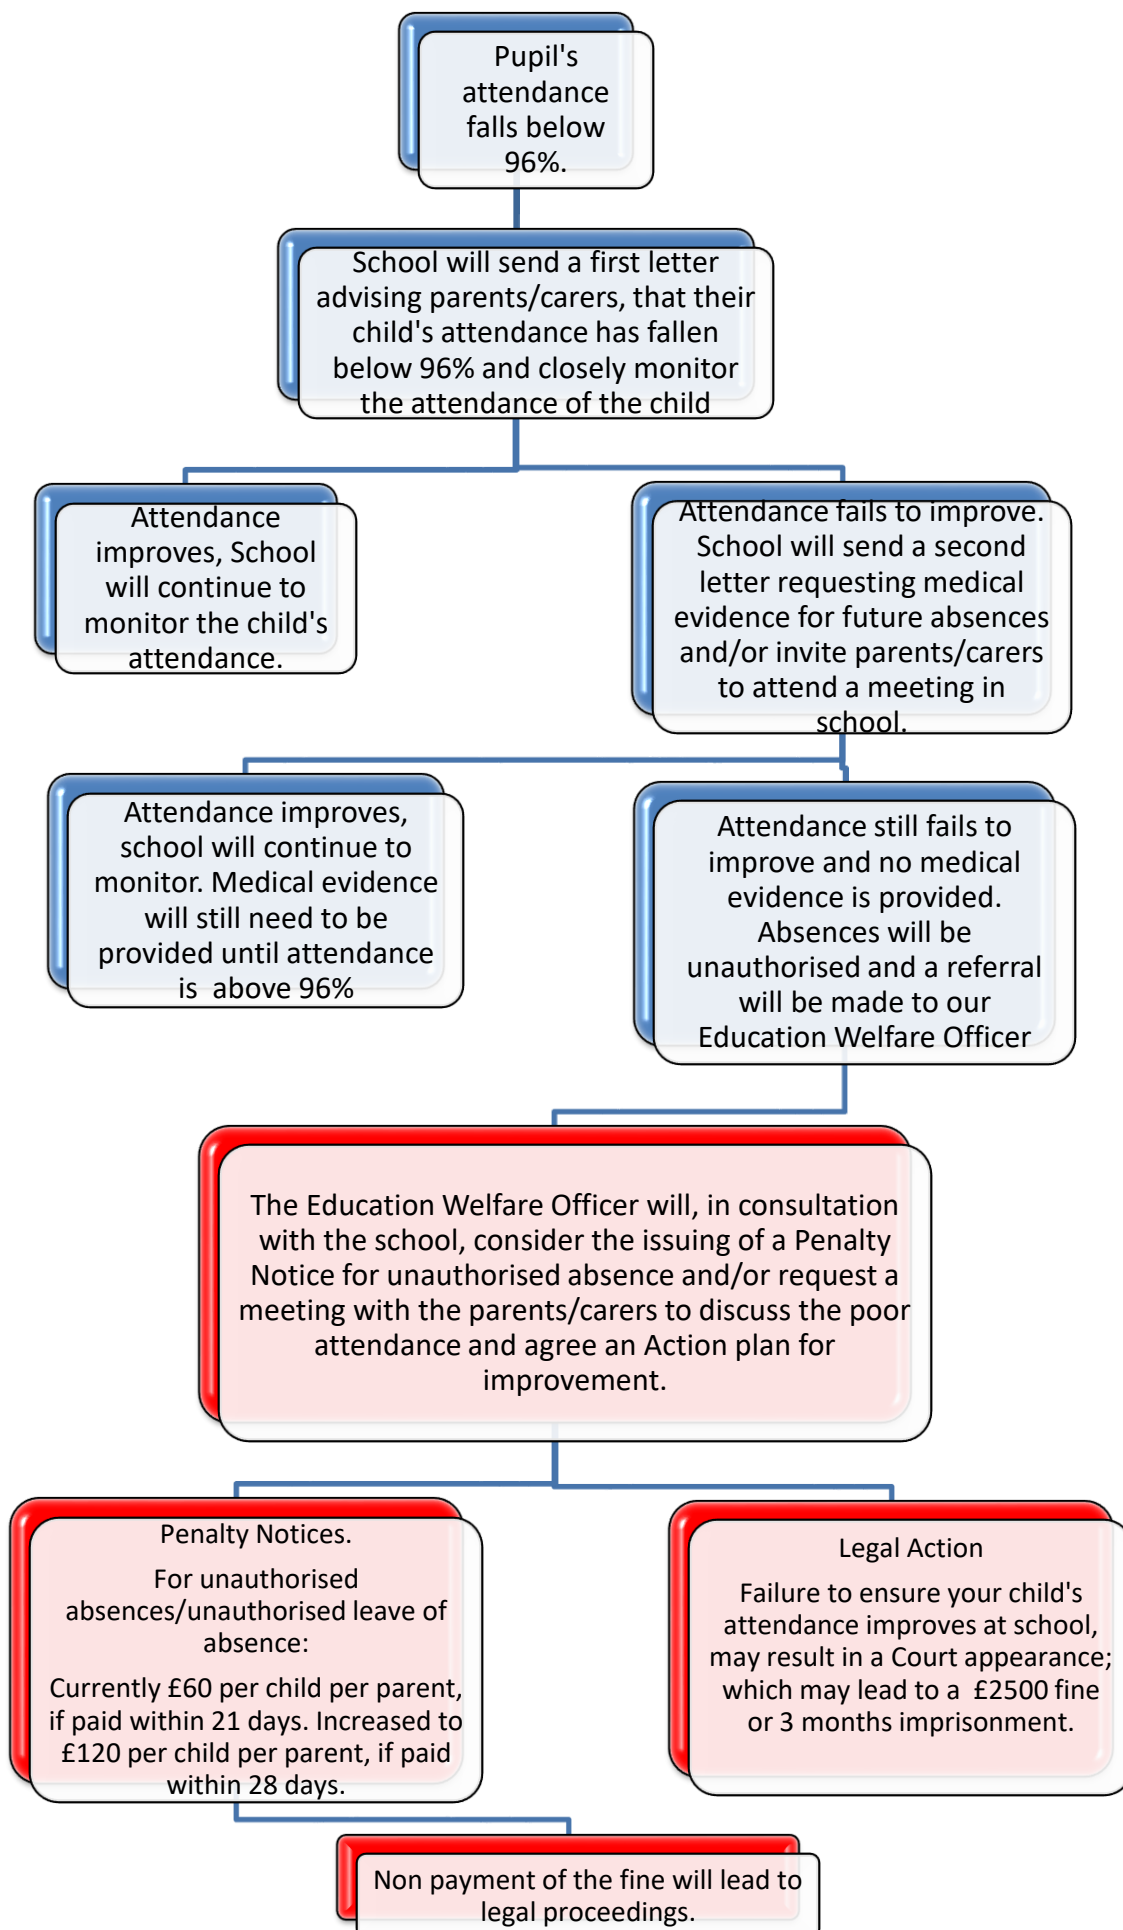 Pupil's
attendance
falls below
96%.
School will send a first letter
advising parents/carers, that their
child's attendance has fallen
below 96% and closely monitor
the attendance of the child
Attendance
improves, School
will continue to
monitor the child's
attendance.
Attendance fails to improve.
School will send a second
letter requesting medical
evidence for future absences
and/or invite parents/carers
to attend a meeting in
school.
Attendance improves,
school will continue to
monitor. Medical evidence
will still need to be
provided until attendance
is above 96%
Attendance still fails to
improve and no medical
evidence is provided.
Absences will be
unauthorised and a referral
will be made to our
Education Welfare Officer
The Education Welfare Officer will, in consultation
with the school, consider the issuing of a Penalty
Notice for unauthorised absence and/or request a
meeting with the parents/carers to discuss the poor
attendance and agree an Action plan for
improvement.
Penalty Notices.
For unauthorised
absences/unauthorised leave of
absence:
Currently £60 per child per parent,
if paid within 21 days. Increased to
£120 per child per parent, if paid
within 28 days.
Legal Action
Failure to ensure your child's
attendance improves at school,
may result in a Court appearance;
which may lead to a £2500 fine
or 3 months imprisonment.
Non payment of the fine will lead to
legal proceedings.